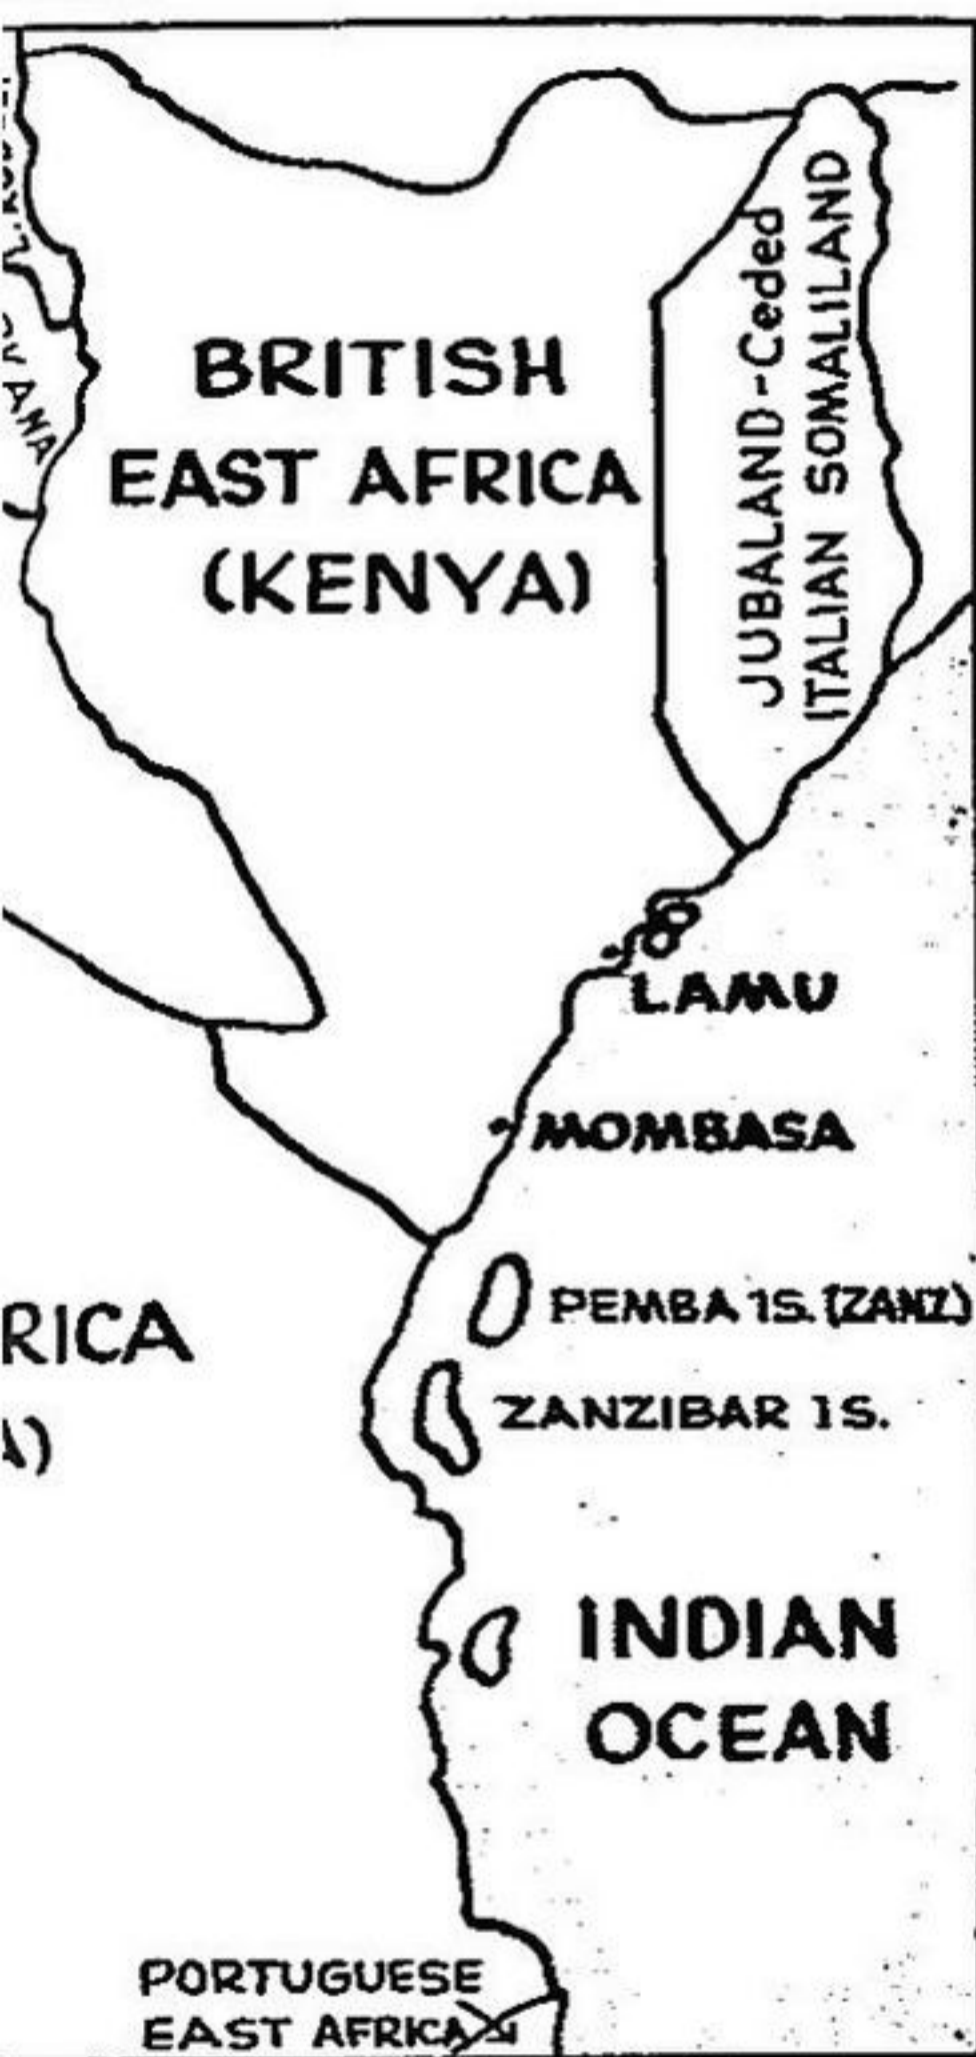 JUBALAND-Ceded
ITALIAN SOMALILAND
BRITISH
EAST AFRICA
(KENYA)
LAMU
MOMBASA
PEMBA IS. (ZANZ.)
ZANZIBAR IS.
INDIAN
OCEAN
PORTUGUESE
EAST AFRICA